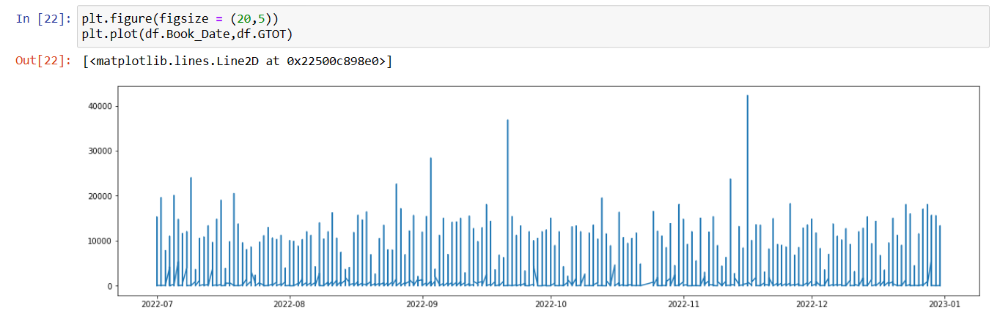 In [22]: plt.figure(figsize = (20,5))
plt.plot(df.Book_Date,df.GTOT)
Out[22]: [<matplotlib.lines.Line2D at 0x22500c898e0>]
40000
30000
20000
10000
0
2022-07 2022-08 2022-09 2022-10 2022-11 2022-12 2023-01